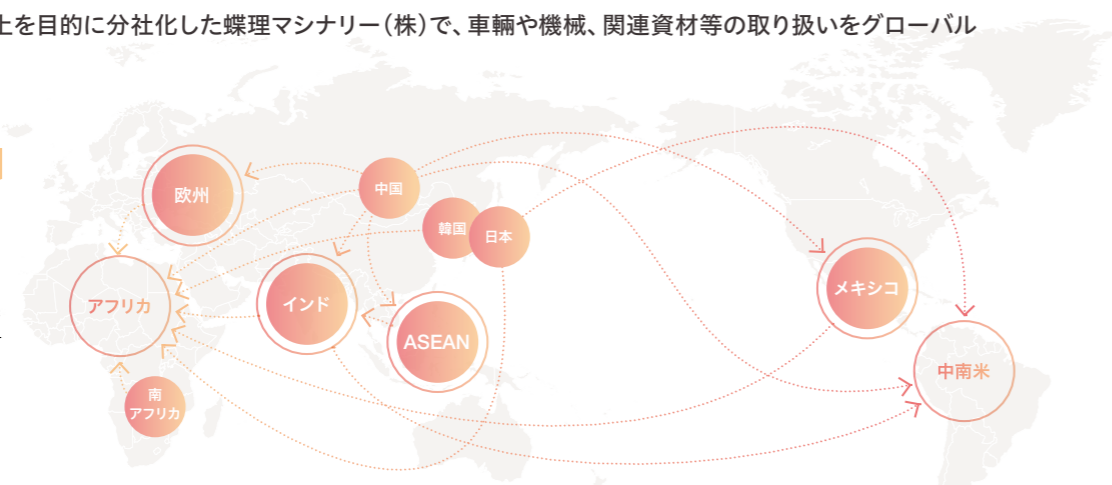 上を目的に分社化した蝶理マシナリー（株）で、車輛や機械、関連資材等の取り扱いをグローバル
欧州
中国
韓国
日本
アフリカ
インド
ASEAN
メキシコ
中南米
南
アフリカ